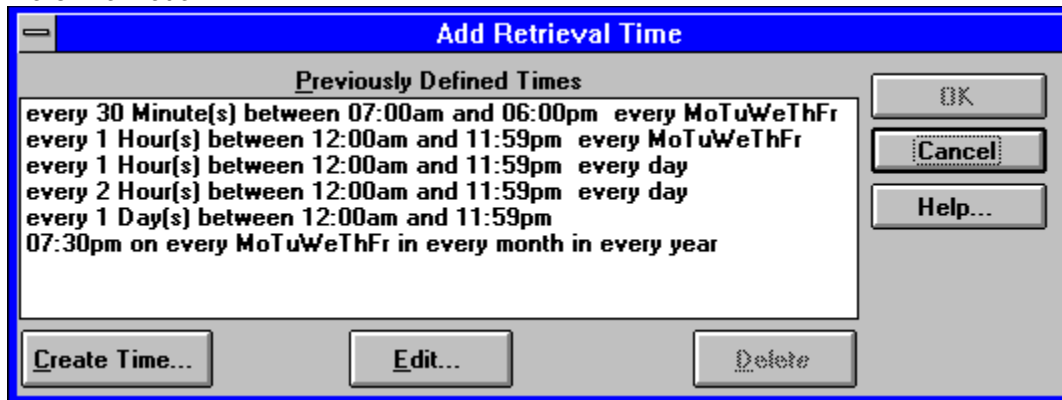 Add Retrieval Time
Previously Defined Times
every 30 Minute(s) between 07:00am and 06:00pm every MoTuWeThFr
every 1 Hour(s) between 12:00am and 11:59pm every MoTuWeThFr
every 1 Hour(s) between 12:00am and 11:59pm every day
every 2 Hour(s) between 12:00am and 11:59pm every day
every 1 Day(s) between 12:00am and 11:59pm
07:30pm on every MoTuWeThFr in every month in every year
OK
Cancel
Help...
Create Time...
Edit...
Delete